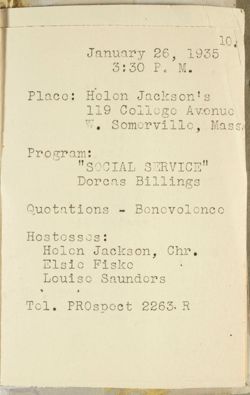 10.
January 26, 1935
3:30 P. M.
Place: Helen Jackson's
119 College Avenue
W. Somerville, Mass.
Program:
"SOCIAL SERVICE"
Dorcas Billings
Quotations - Benevolence
Hostesses:
Helen Jackson, Chr.
Elsie Fiske
Louise Saunders
Tel. PROspect 2263-R